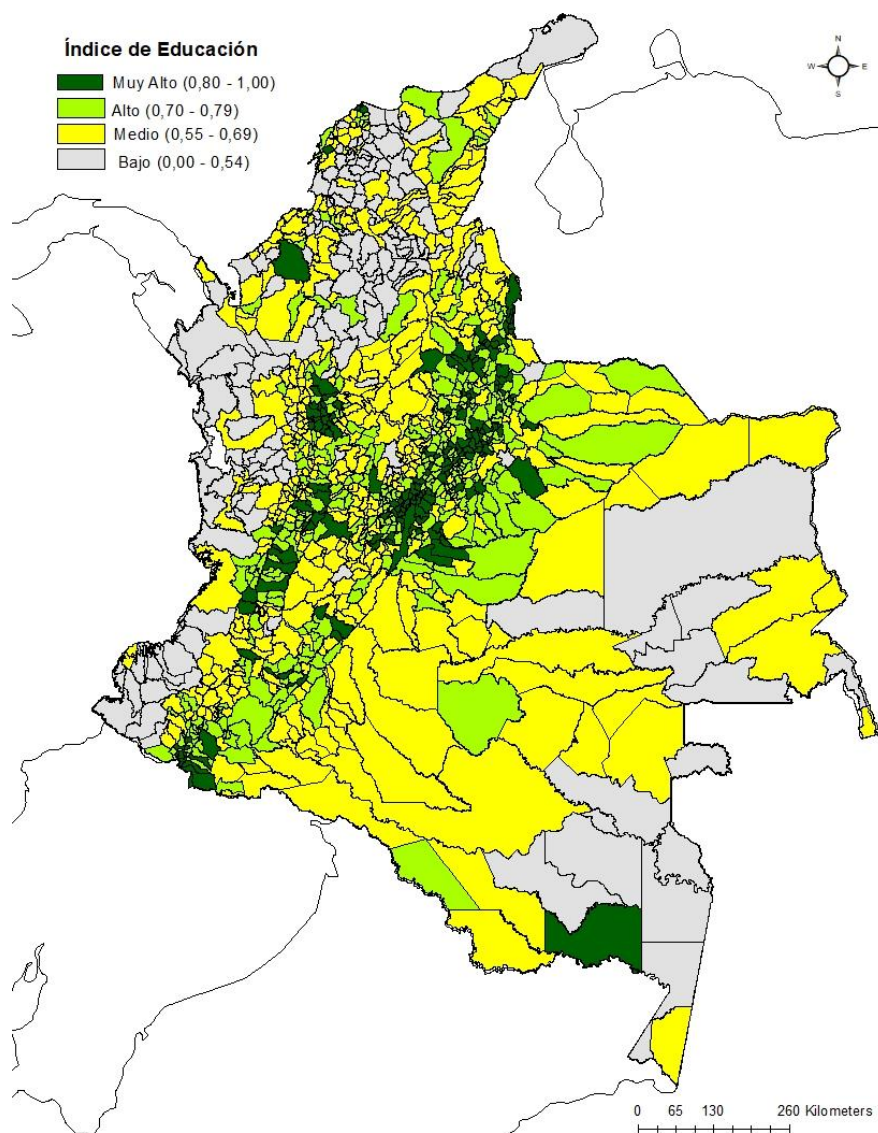 Índice de Educación
Muy Alto (0,80 - 1,00)
Alto (0,70 - 0,79)
Medio (0,55 - 0,69)
Bajo (0,00 - 0,54)
N
W E
S
0 65 130 260 Kilometers